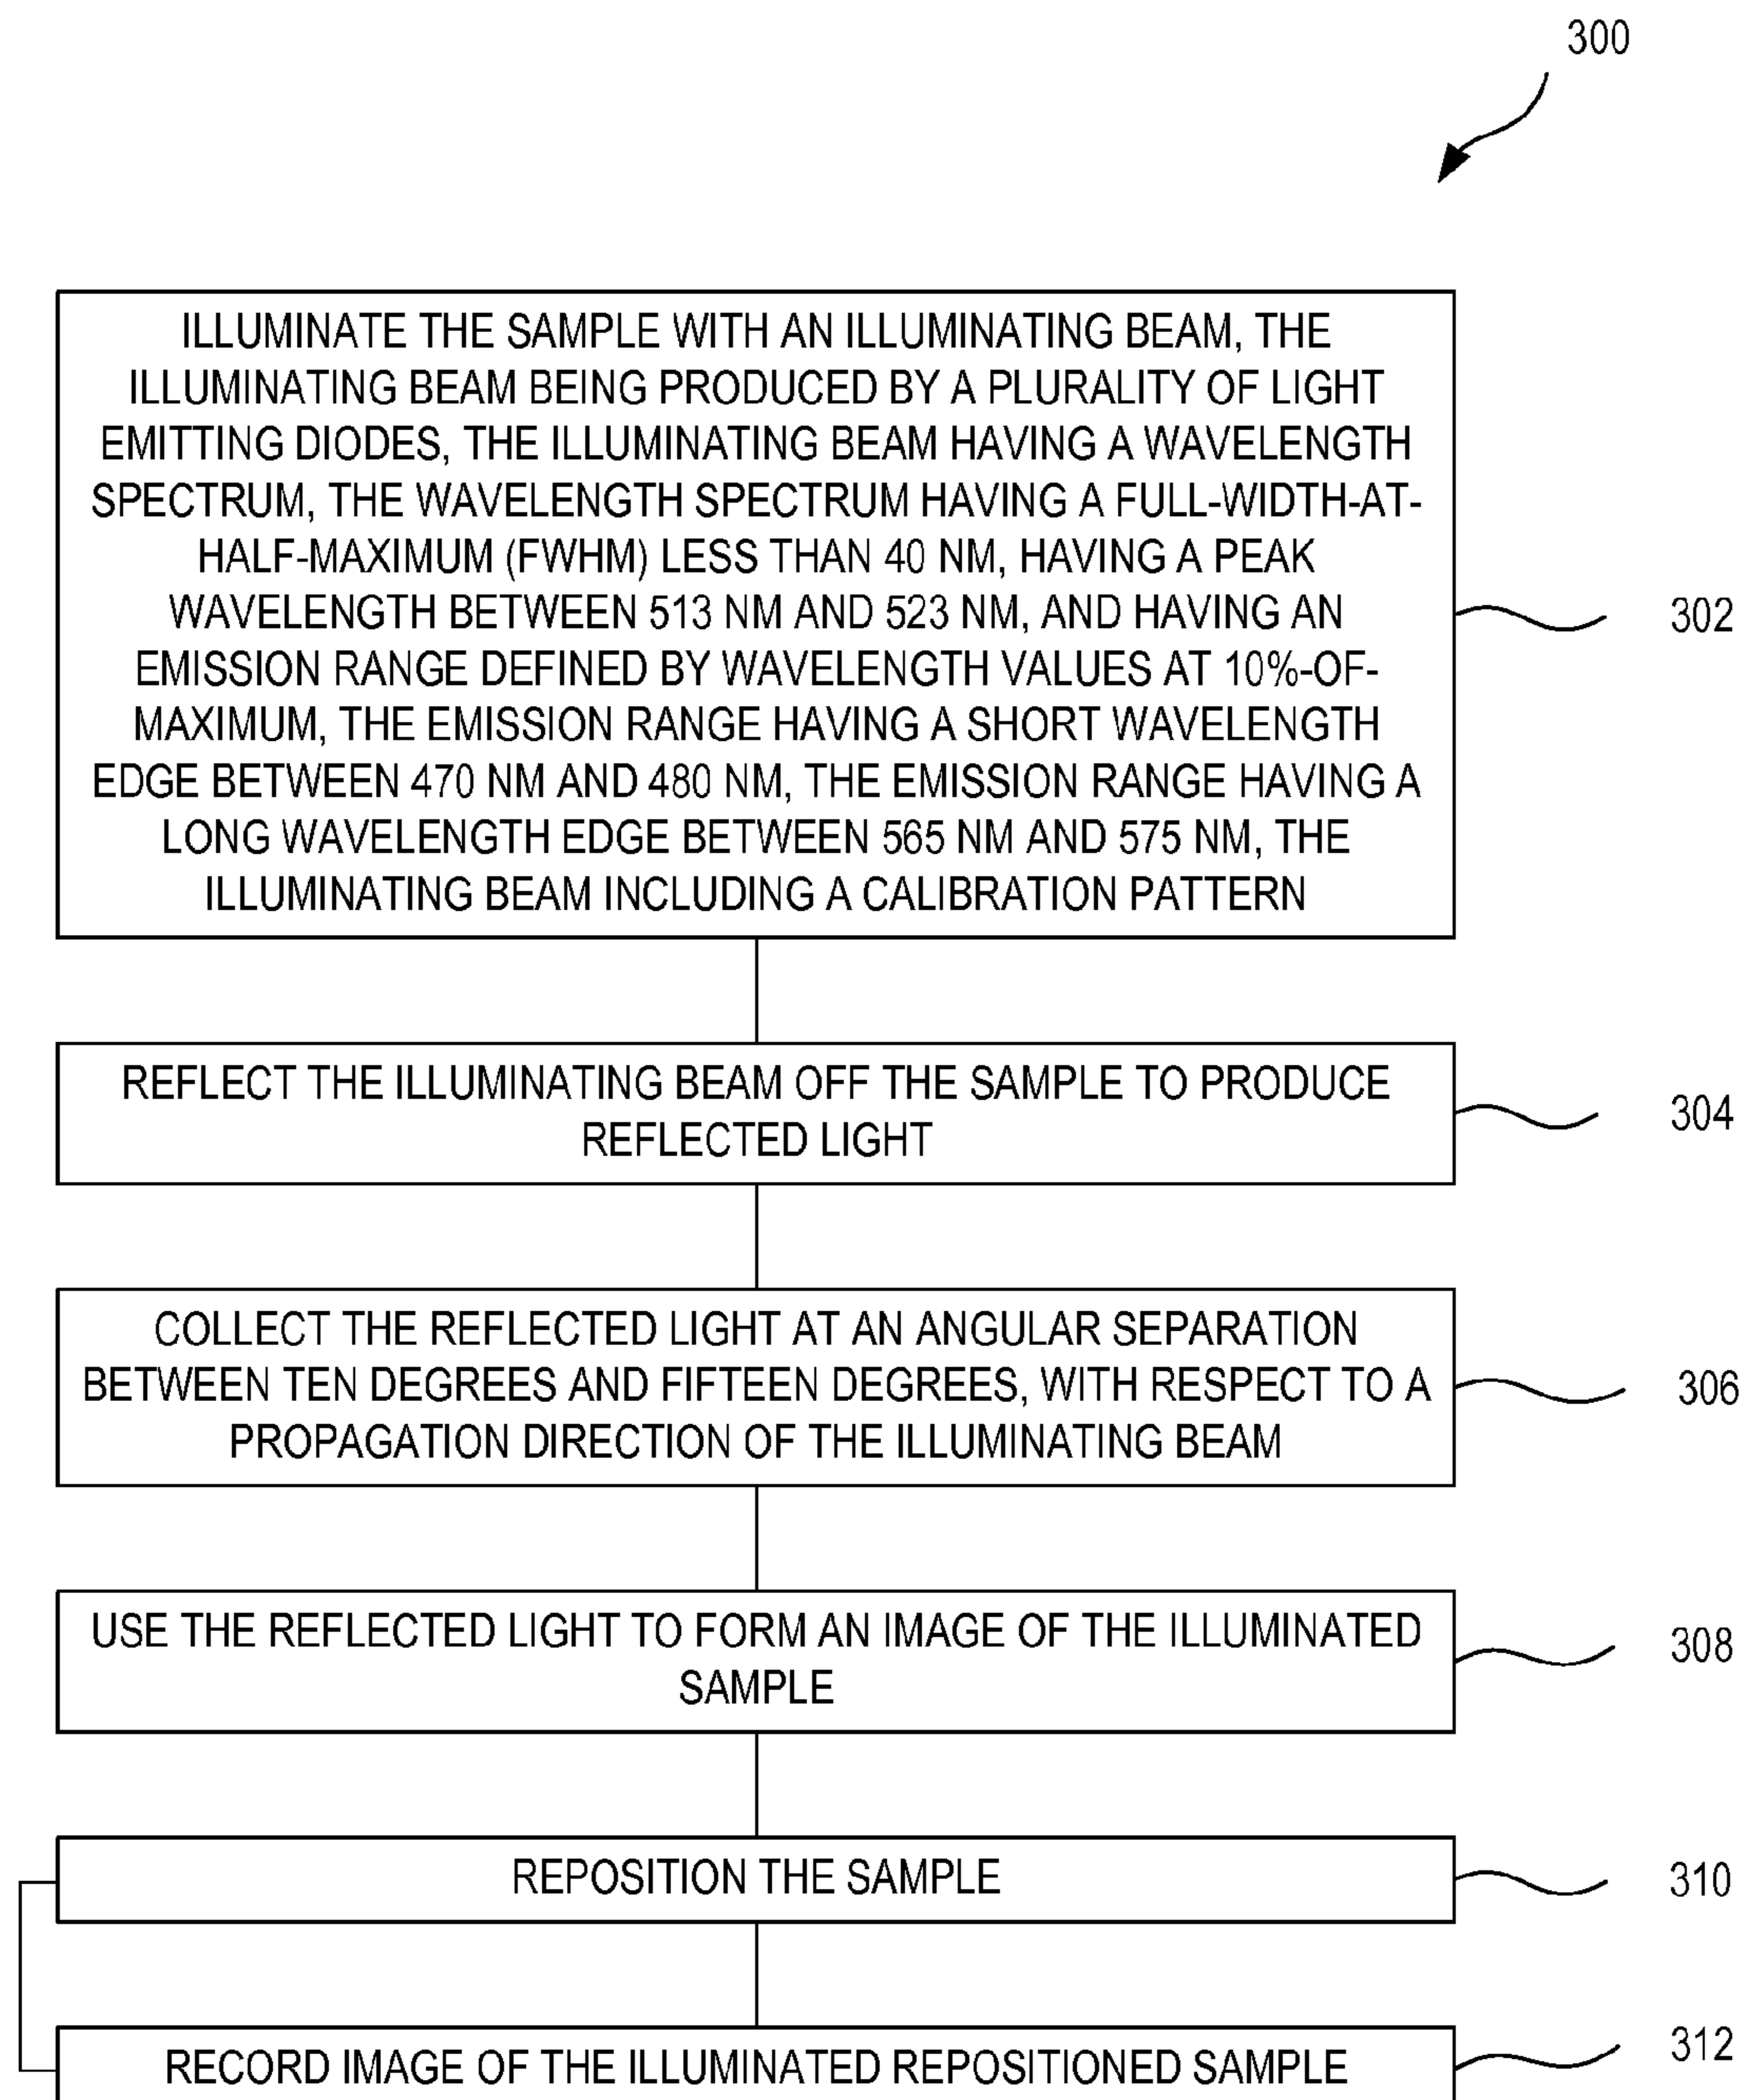 300
ILLUMINATE THE SAMPLE WITH AN ILLUMINATING BEAM, THE
ILLUMINATING BEAM BEING PRODUCED BY A PLURALITY OF LIGHT
EMITTING DIODES, THE ILLUMINATING BEAM HAVING A WAVELENGTH
SPECTRUM, THE WAVELENGTH SPECTRUM HAVING A FULL-WIDTH-AT-
HALF-MAXIMUM (FWHM) LESS THAN 40 NM, HAVING A PEAK
WAVELENGTH BETWEEN 513 NM AND 523 NM, AND HAVING AN
EMISSION RANGE DEFINED BY WAVELENGTH VALUES AT 10%-OF-
MAXIMUM, THE EMISSION RANGE HAVING A SHORT WAVELENGTH
EDGE BETWEEN 470 NM AND 480 NM, THE EMISSION RANGE HAVING A
LONG WAVELENGTH EDGE BETWEEN 565 NM AND 575 NM, THE
ILLUMINATING BEAM INCLUDING A CALIBRATION PATTERN
302
REFLECT THE ILLUMINATING BEAM OFF THE SAMPLE TO PRODUCE
REFLECTED LIGHT
304
COLLECT THE REFLECTED LIGHT AT AN ANGULAR SEPARATION
BETWEEN TEN DEGREES AND FIFTEEN DEGREES, WITH RESPECT TO A
PROPAGATION DIRECTION OF THE ILLUMINATING BEAM
306
USE THE REFLECTED LIGHT TO FORM AN IMAGE OF THE ILLUMINATED
SAMPLE
308
REPOSITION THE SAMPLE
310
RECORD IMAGE OF THE ILLUMINATED REPOSITIONED SAMPLE
312